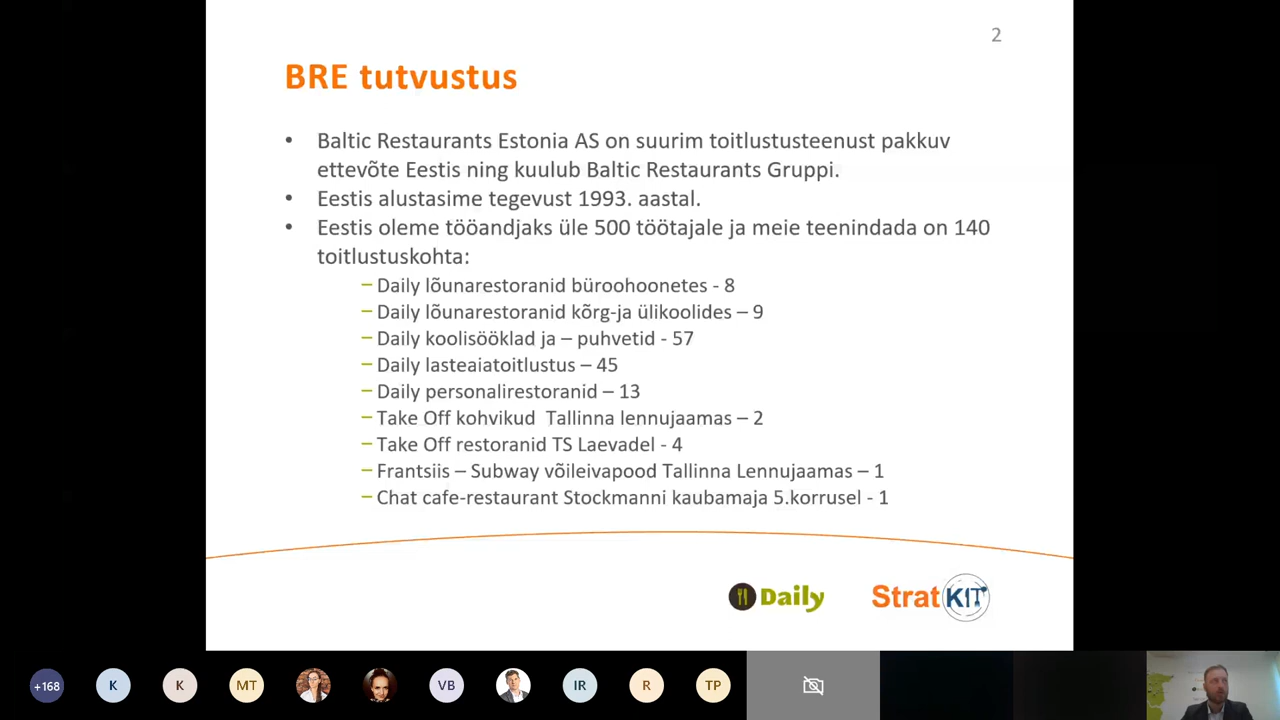 2
BRE tutvustus
• Baltic Restaurants Estonia AS on suurim toitlustusteenust pakkuv
ettevõte Eestis ning kuulub Baltic Restaurants Gruppi.
• Eestis alustasime tegevust 1993. aastal.
• Eestis oleme tööandjaks üle 500 töötajale ja meie teenindada on 140
toitlustuskohta:
– Daily lõunarestoranid büroohoonetes - 8
– Daily lõunarestoranid kõrg-ja ülikoolides – 9
– Daily koolisööklad ja – puhvetid - 57
– Daily lasteaiatoitlustus – 45
– Daily personalirestoranid – 13
– Take Off kohvikud Tallinna lennujaamas – 2
– Take Off restoranid TS Laevadel - 4
– Frantsiis – Subway võileivapood Tallinna Lennujaamas – 1
– Chat cafe-restaurant Stockmanni kaubamaja 5.korrusel - 1
Daily
StratKIT
+168 K K MT VB IR R TP